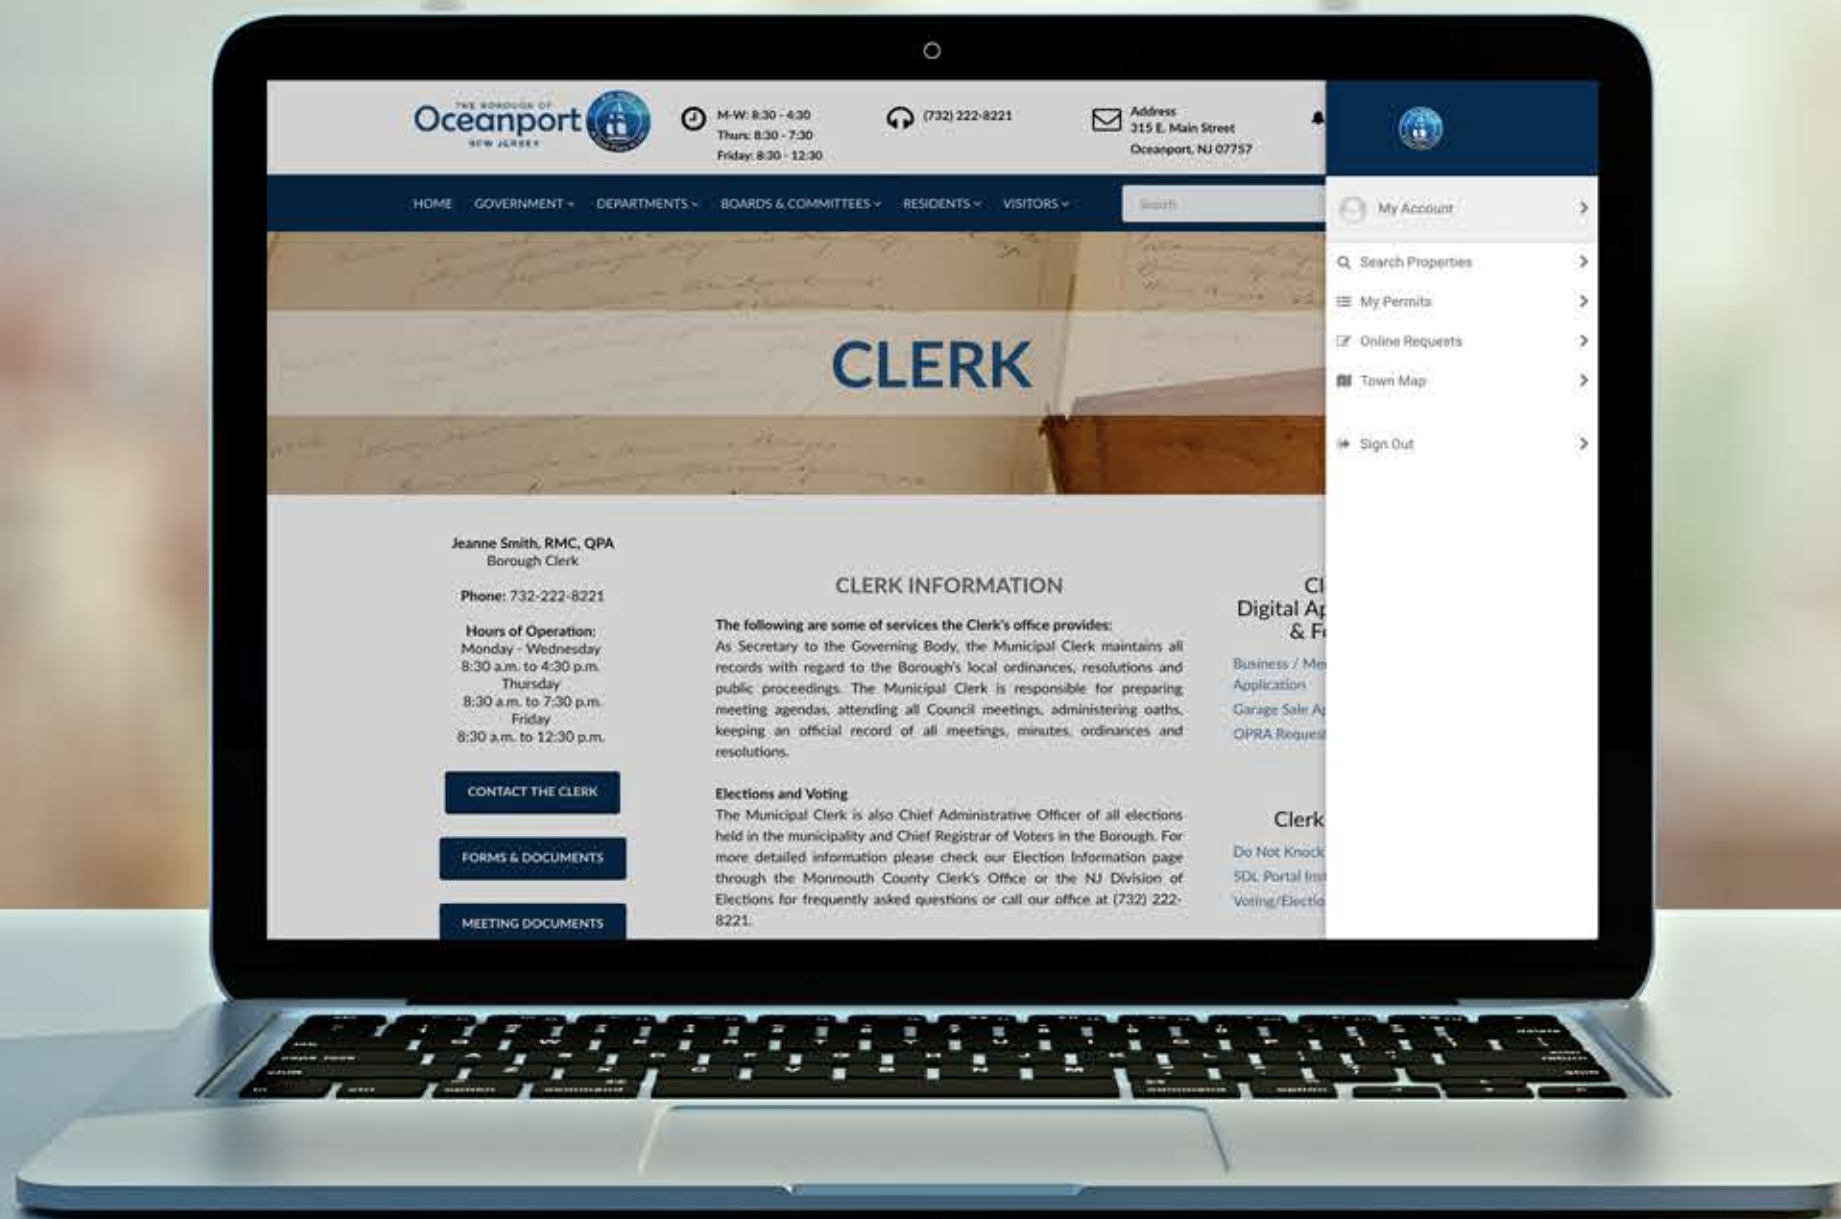 THE BOROUGH OF
Oceanport
NEW JERSEY
M-W: 8:30 - 4:30
Thurs: 8:30 - 7:30
Friday: 8:30 - 12:30
(732) 222-8221
Address
315 E. Main Street
Oceanport, NJ 07757
HOME GOVERNMENT DEPARTMENTS BOARDS & COMMITTEES RESIDENTS VISITORS
Search
CLERK
Jeanne Smith, RMC, QPA
Borough Clerk
Phone: 732-222-8221
Hours of Operation:
Monday - Wednesday
8:30 a.m. to 4:30 p.m.
Thursday
8:30 a.m. to 7:30 p.m.
Friday
8:30 a.m. to 12:30 p.m.
CONTACT THE CLERK
FORMS & DOCUMENTS
MEETING DOCUMENTS
CLERK INFORMATION
The following are some of services the Clerk's office provides:
As Secretary to the Governing Body, the Municipal Clerk maintains all
records with regard to the Borough's local ordinances, resolutions and
public proceedings. The Municipal Clerk is responsible for preparing
meeting agendas, attending all Council meetings, administering oaths,
keeping an official record of all meetings, minutes, ordinances and
resolutions.
Elections and Voting
The Municipal Clerk is also Chief Administrative Officer of all elections
held in the municipality and Chief Registrar of Voters in the Borough. For
more detailed information please check our Election Information page
through the Monmouth County Clerk's Office or the NJ Division of
Elections for frequently asked questions or call our office at (732) 222-
8221.
Digital
&
Business /
Application
Garage Sale
OPRA
Clerk
Do Not Knock
SDL Portal
My Account
Search Properties
My Permits
Online Requests
Town Map
Sign Out